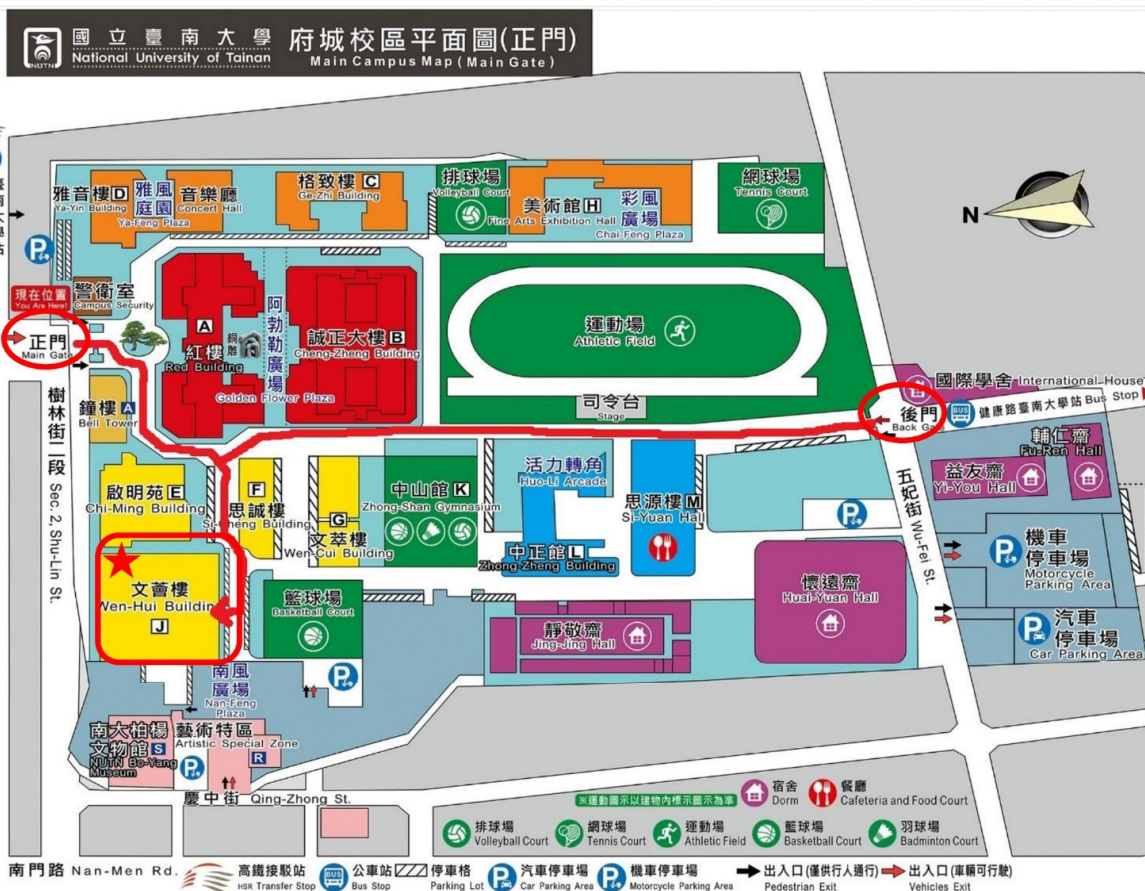 國立臺南大學
National University of Tainan
NUTN
府城校區平面圖(正門)
Main Campus Map (Main Gate)
雅音樓 D
Ya-Yin Building
雅風庭園
Ya-Feng Plaza
音樂廳
Concert Hall
格致樓 C
Ge-Zhi Building
排球場
Volleyball Court
美術館 H
Fine Arts Exhibition Hall
彩風廣場
Chai-Feng Plaza
網球場
Tennis Court
N
P
現在位置
You Are Here!
警衛室
Campus Security
正門
Main Gate
A
紅樓
Red Building
銅雕
阿勃勒廣場
Golden Flower Plaza
誠正大樓 B
Cheng-Zheng Building
運動場
Athletic Field
司令台
Stage
國際學舍 International House
後門
Back Gate
BUS
健康路臺南大學站 Bus Stop
樹林街二段 Sec. 2, Shu-Lin St.
鐘樓 A
Bell Tower
啟明苑 E
Chi-Ming Building
F
思誠樓
Si-Cheng Building
G
文萃樓
Wen-Cui Building
中山館 K
Zhong-Shan Gymnasium
活力轉角
Huo-Li Arcade
中正館 L
Zhong-Zheng Building
思源樓 M
Si-Yuan Hall
P
五妃街 Wu-Fei St.
輔仁齋
Fu-Ren Hall
益友齋
Yi-You Hall
P
機車停車場
Motorcycle Parking Area
P
汽車停車場
Car Parking Area
文薈樓
Wen-Hui Building
J
籃球場
Basketball Court
靜敬齋
Jing-Jing Hall
懷遠齋
Huai-Yuan Hall
南風廣場
Nan-Feng Plaza
P
南大柏楊文物館 S
NUTN Bo-Yang Museum
藝術特區
Artistic Special Zone
R
P
慶中街 Qing-Zhong St.
※運動圖示以建物內標示圖示為準
宿舍
Dorm
餐廳
Cafeteria and Food Court
排球場
Volleyball Court
網球場
Tennis Court
運動場
Athletic Field
籃球場
Basketball Court
羽球場
Badminton Court
南門路 Nan-Men Rd.
高鐵接駁站
HSR Transfer Stop
BUS
公車站
Bus Stop
停車格
Parking Lot
P
汽車停車場
Car Parking Area
P
機車停車場
Motorcycle Parking Area
出入口(僅供行人通行)
Pedestrian Exit
出入口(車輛可行駛)
Vehicles Exit